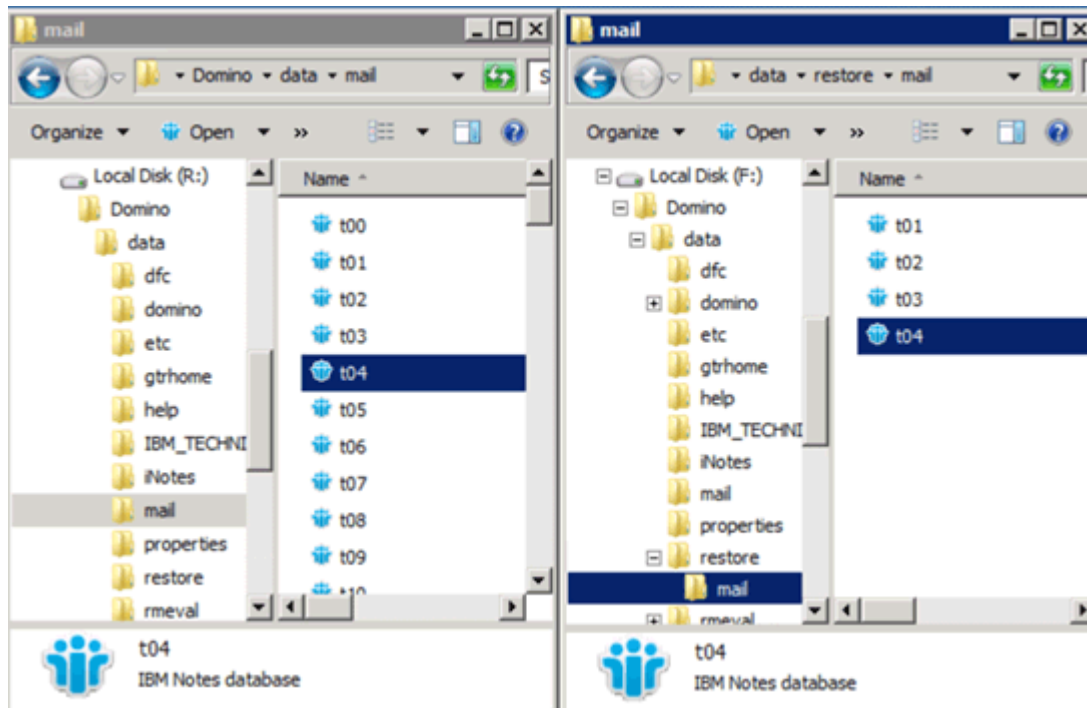 mail
Domino data mail
S
Organize Open »
Local Disk (R:)
Domino
data
dfc
domino
etc
gtrhome
help
IBM_TECHNI
iNotes
mail
properties
restore
rmeval
Name
t00
t01
t02
t03
t04
t05
t06
t07
t08
t09
t10
t04
IBM Notes database
mail
data restore mail
Organize Open »
Local Disk (F:)
Domino
data
dfc
domino
etc
gtrhome
help
IBM_TECHNI
iNotes
mail
properties
restore
mail
rmeval
Name
t01
t02
t03
t04
t04
IBM Notes database